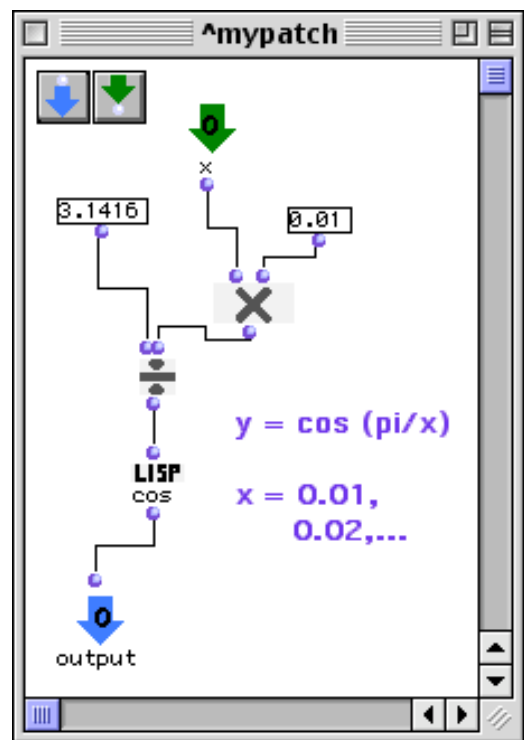 ^mypatch
0
x
3.1416
0.01
y = cos (pi/x)
LISP
cos
x = 0.01,
0.02,...
0
output